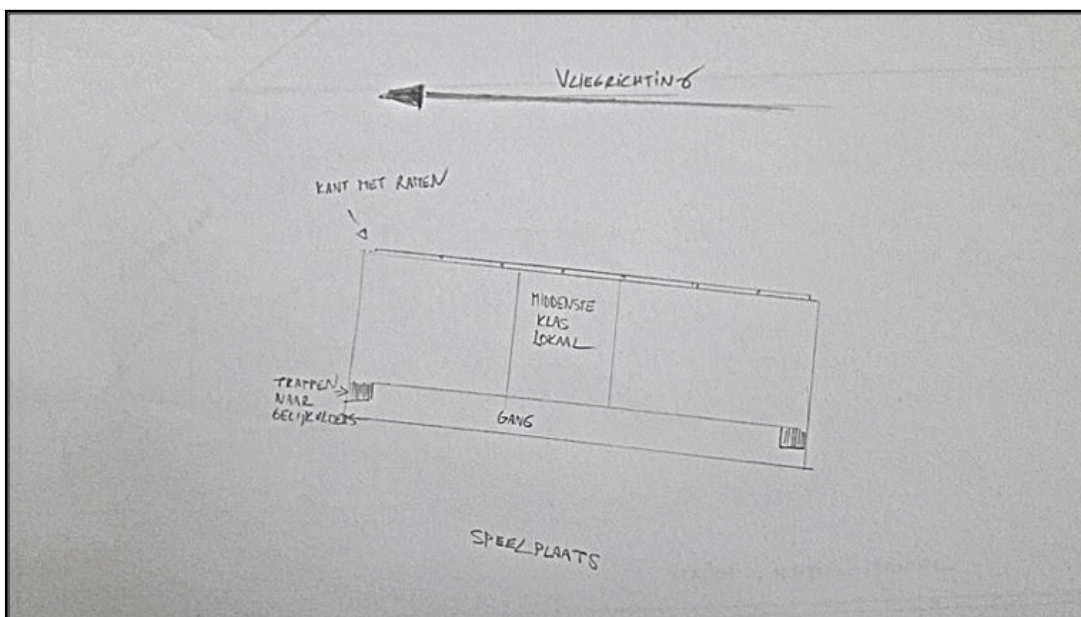 VLIEGRICHTING
KANT MET RAMEN
MIDDENSTE
KLAS
LOKAAL
TRAPPEN
NAAR
GELIJKVLOERS
GANG
SPEELPLAATS